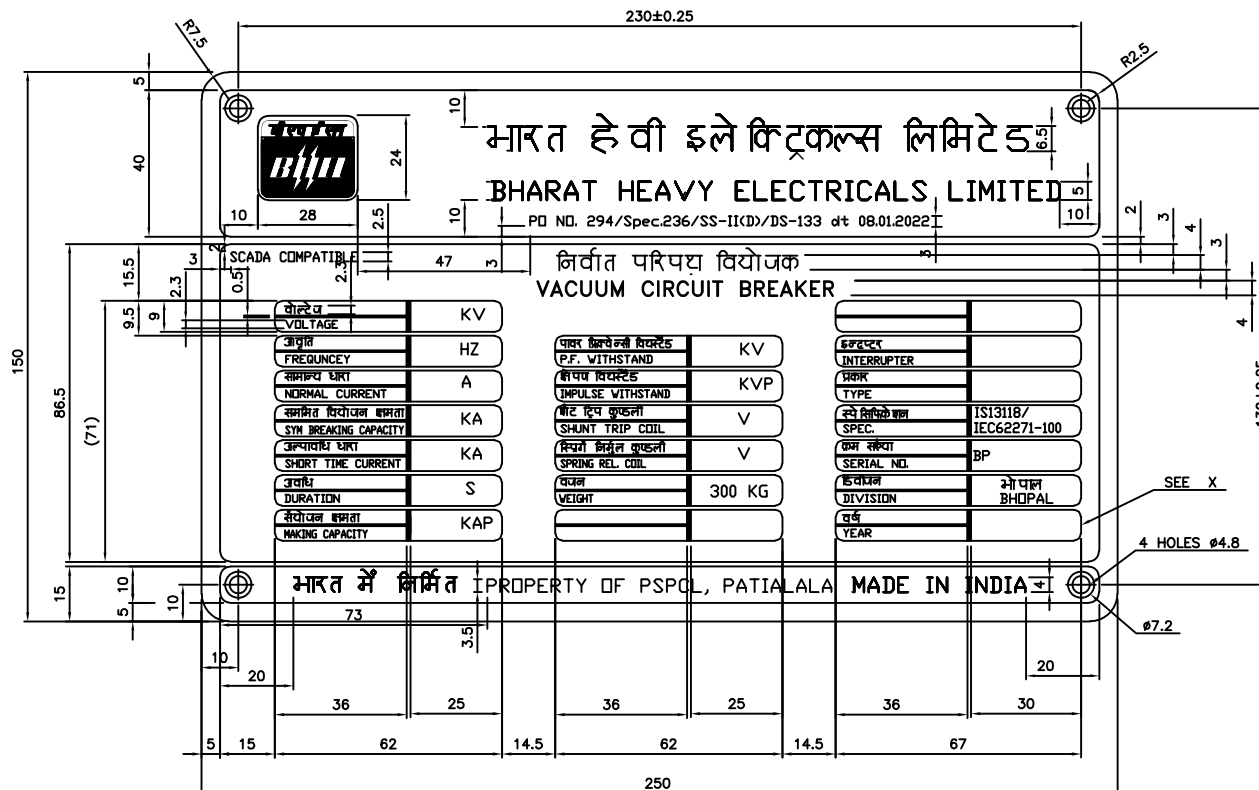 230±0.25
R7.5
R2.5
5
10
बीएचईएल
भारत हेवी इलेक्ट्रिकल्स लिमिटेड
6.5
40
24
BHARAT HEAVY ELECTRICALS LIMITED
5
10
28
2.5
10
PO NO. 294/Spec.236/SS-II(D)/DS-133 dt 08.01.2022
10
2
3
4
3
2
3
SCADA COMPATIBLE
47
3
निर्वात परिपथ वियोजक
3
15.5
2.3
0.5
2.3
VACUUM CIRCUIT BREAKER
4
9.5
9
वोल्टेज
VOLTAGE
KV
150
86.5
(71)
आवृति
FREQUNCEY
HZ
पावर फ्रिक्वेन्सी विथस्टैंड
P.F. WITHSTAND
KV
इन्टरप्टर
INTERRUPTER
सामान्य धारा
NORMAL CURRENT
A
IMPULSE WITHSTAND
KVP
प्रकार
TYPE
सममित वियोजन क्षमता
SYM BREAKING CAPACITY
KA
शंट ट्रिप कुण्डली
SHUNT TRIP COIL
V
स्पेसिफिकेशन
SPEC.
IS13118/
IEC62271-100
अल्पावधि धारा
SHORT TIME CURRENT
KA
SPRING REL. COIL
V
क्रम संख्या
SERIAL NO.
BP
अवधि
DURATION
S
वजन
WEIGHT
300 KG
डिवीजन
DIVISION
भोपाल
BHOPAL
SEE X
संयोजन क्षमता
MAKING CAPACITY
KAP
वर्ष
YEAR
4 HOLES ø4.8
15
10
10
5
भारत में निर्मित PROPERTY OF PSPCL, PATIALALA MADE IN INDIA
4
73
3.5
ø7.2
10
20
20
36
25
36
25
36
30
5
15
62
14.5
62
14.5
67
250